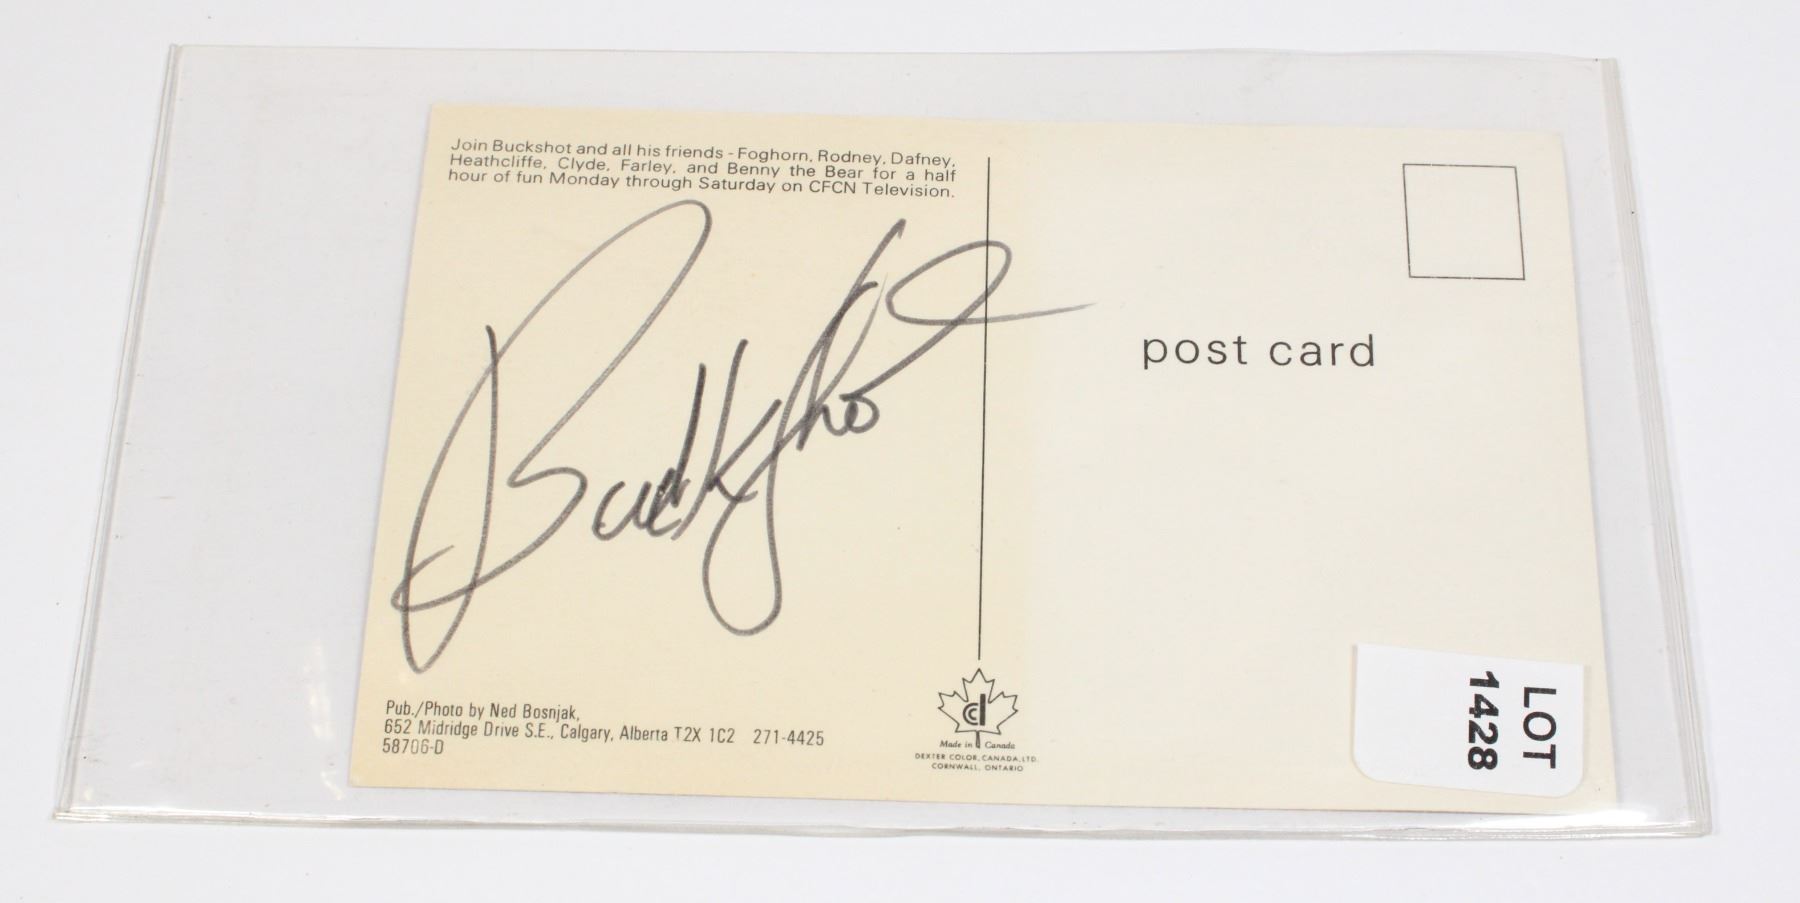 Join Buckshot and all his friends - Foghorn, Rodney, Dafney,
Heathcliffe, Clyde, Farley, and Benny the Bear for a half
hour of fun Monday through Saturday on CFCN Television.
Buckshot
post card
Pub./Photo by Ned Bosnjak,
652 Midridge Drive S.E., Calgary, Alberta T2X 1C2 271-4425
58706-D
cd
Made in Canada
DEXTER COLOR, CANADA, LTD.
CORNWALL, ONTARIO
LOT
1428